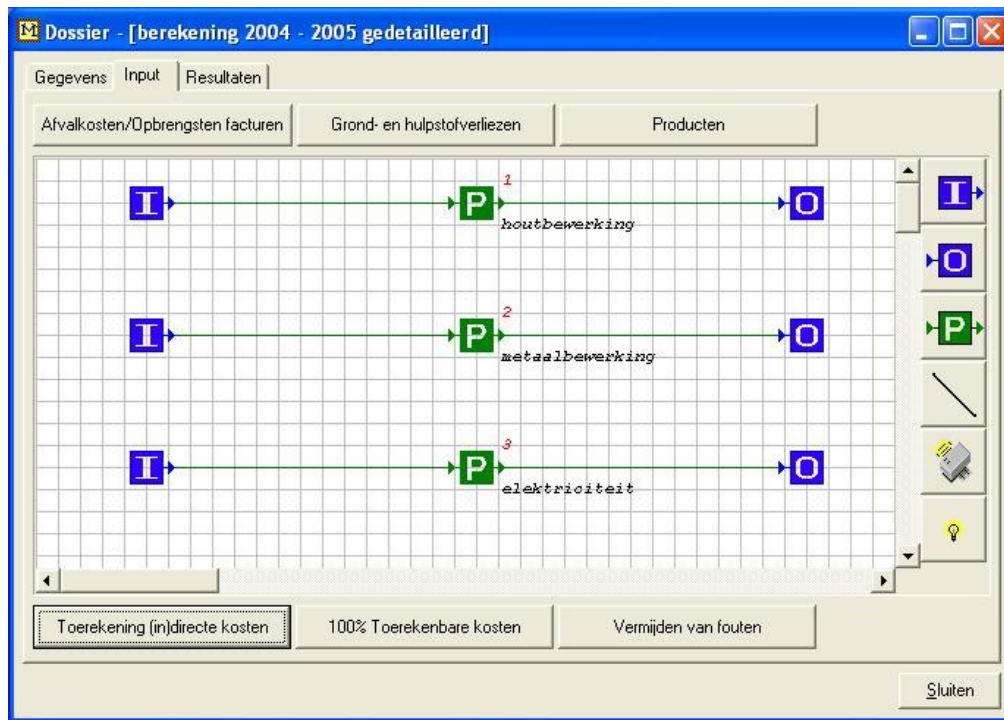 Dossier - [berekening 2004 - 2005 gedetailleerd]
Gegevens Input Resultaten
Afvalkosten/Opbrengsten facturen Grond- en hulpstofverliezen Producten
I P 1 O I
houtbewerking
O
I P 2 O P
metaalbewerking
I P 3 O
elektriciteit
Toerekening (in)directe kosten 100% Toerekenbare kosten Vermijden van fouten
Sluiten